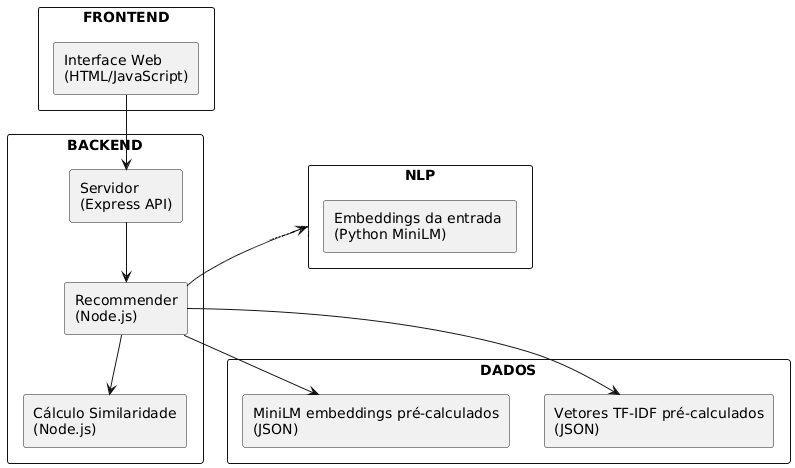 FRONTEND
Interface Web
(HTML/JavaScript)
BACKEND
Servidor
(Express API)
NLP
Embeddings da entrada
(Python MiniLM)
Recommender
(Node.js)
DADOS
Cálculo Similaridade
(Node.js)
MiniLM embeddings pré-calculados
(JSON)
Vetores TF-IDF pré-calculados
(JSON)